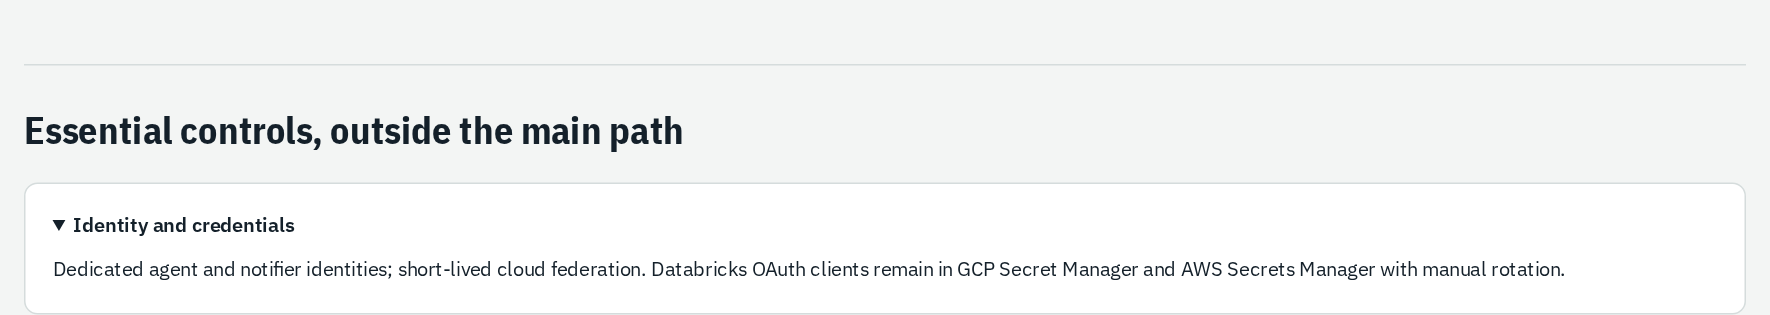 Essential controls, outside the main path
Identity and credentials
Dedicated agent and notifier identities; short-lived cloud federation. Databricks OAuth clients remain in GCP Secret Manager and AWS Secrets Manager with manual rotation.